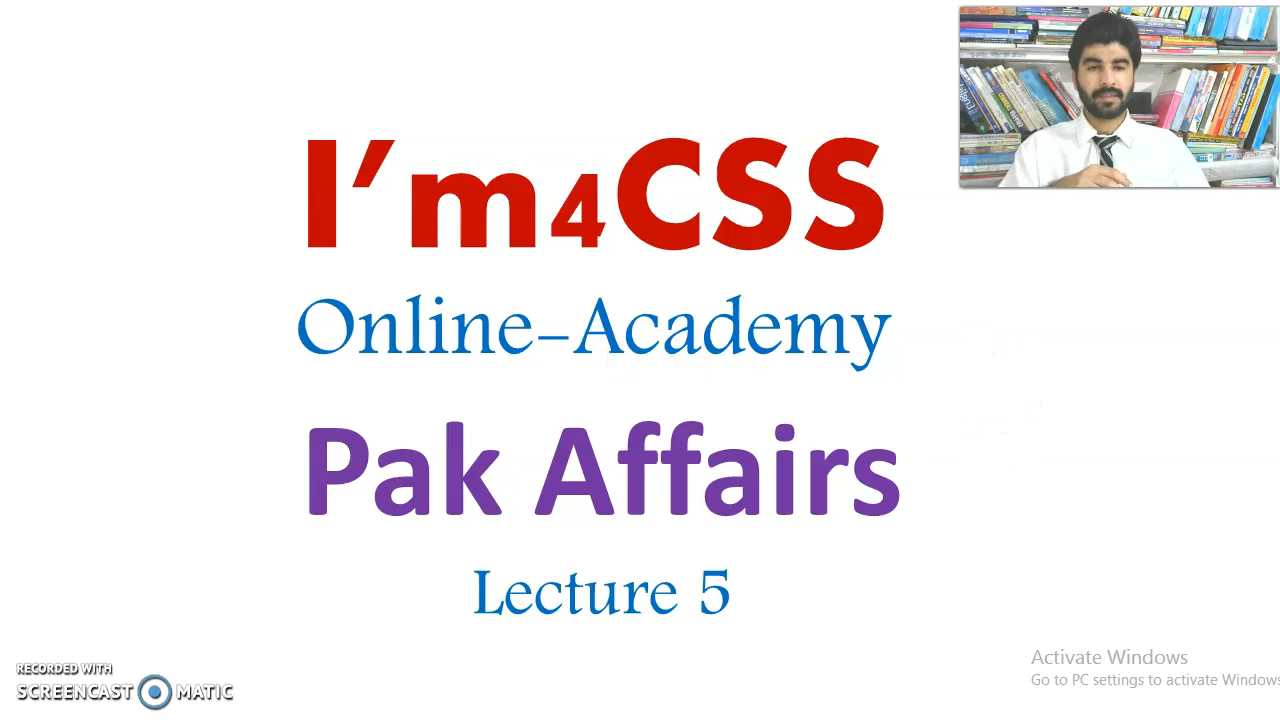 I'm4CSS
Online-Academy
Pak Affairs
Lecture 5
RECORDED WITH
SCREENCAST MATIC
Activate Windows
Go to PC settings to activate Windows